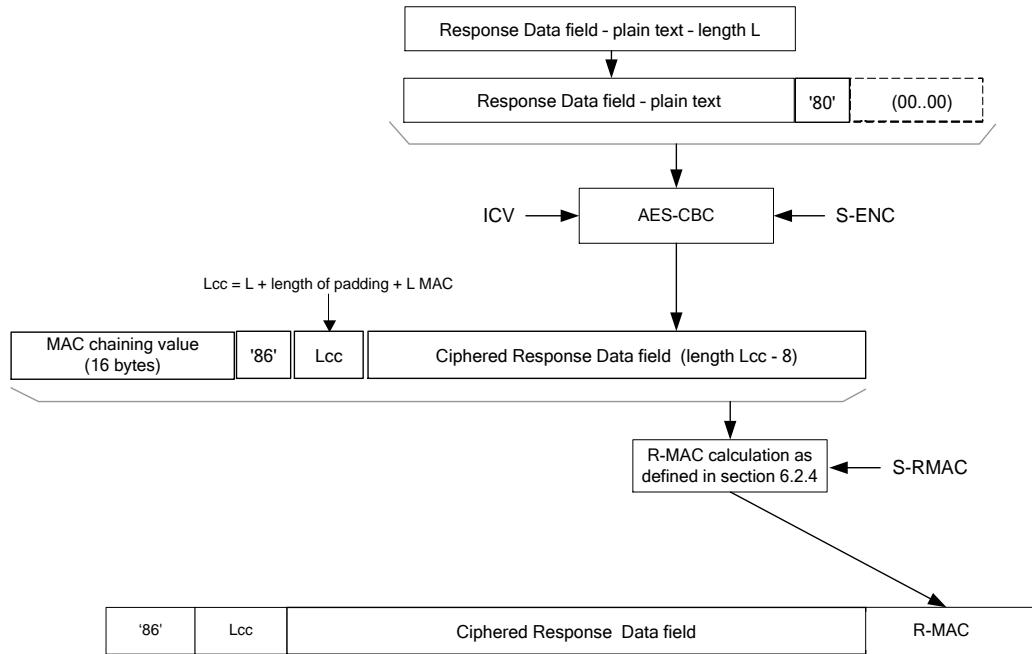 Response Data field - plain text - length L
Response Data field - plain text
'80'
(00..00)
ICV
AES-CBC
S-ENC
Lcc = L + length of padding + L MAC
MAC chaining value
(16 bytes)
'86'
Lcc
Ciphered Response Data field (length Lcc - 8)
R-MAC calculation as
defined in section 6.2.4
S-RMAC
'86'
Lcc
Ciphered Response Data field
R-MAC